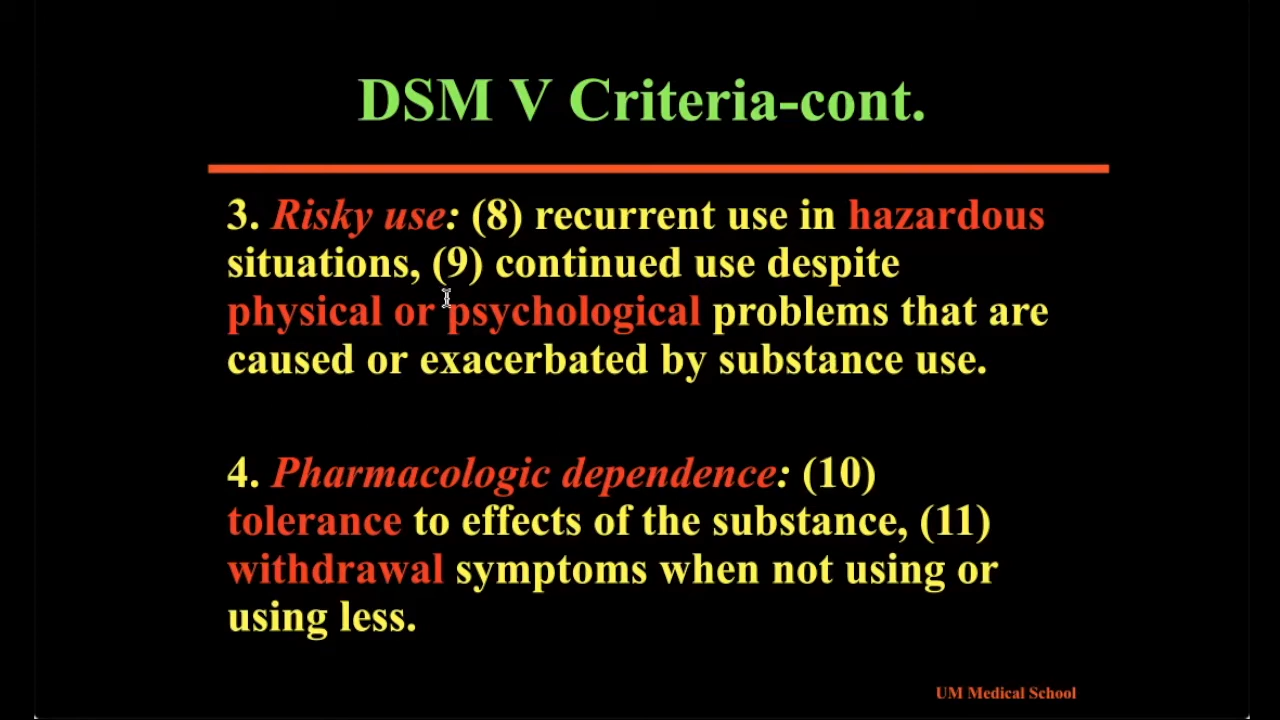 DSM V Criteria-cont.
3. Risky use: (8) recurrent use in hazardous
situations, (9) continued use despite
physical or psychological problems that are
caused or exacerbated by substance use.
4. Pharmacologic dependence: (10)
tolerance to effects of the substance, (11)
withdrawal symptoms when not using or
using less.
UM Medical School